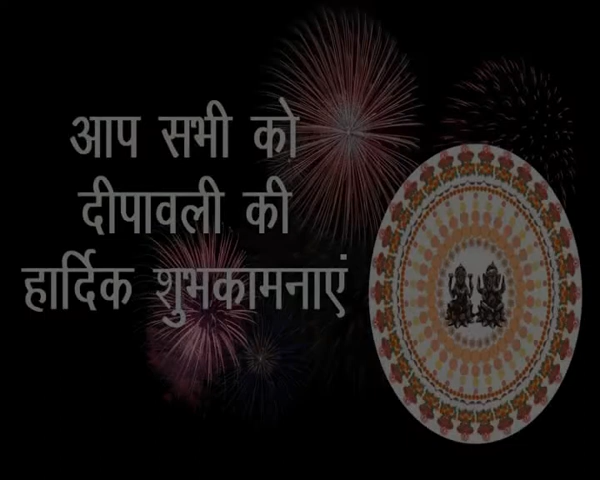 आप सभी को
दीपावली की
हार्दिक शुभकामनाएं